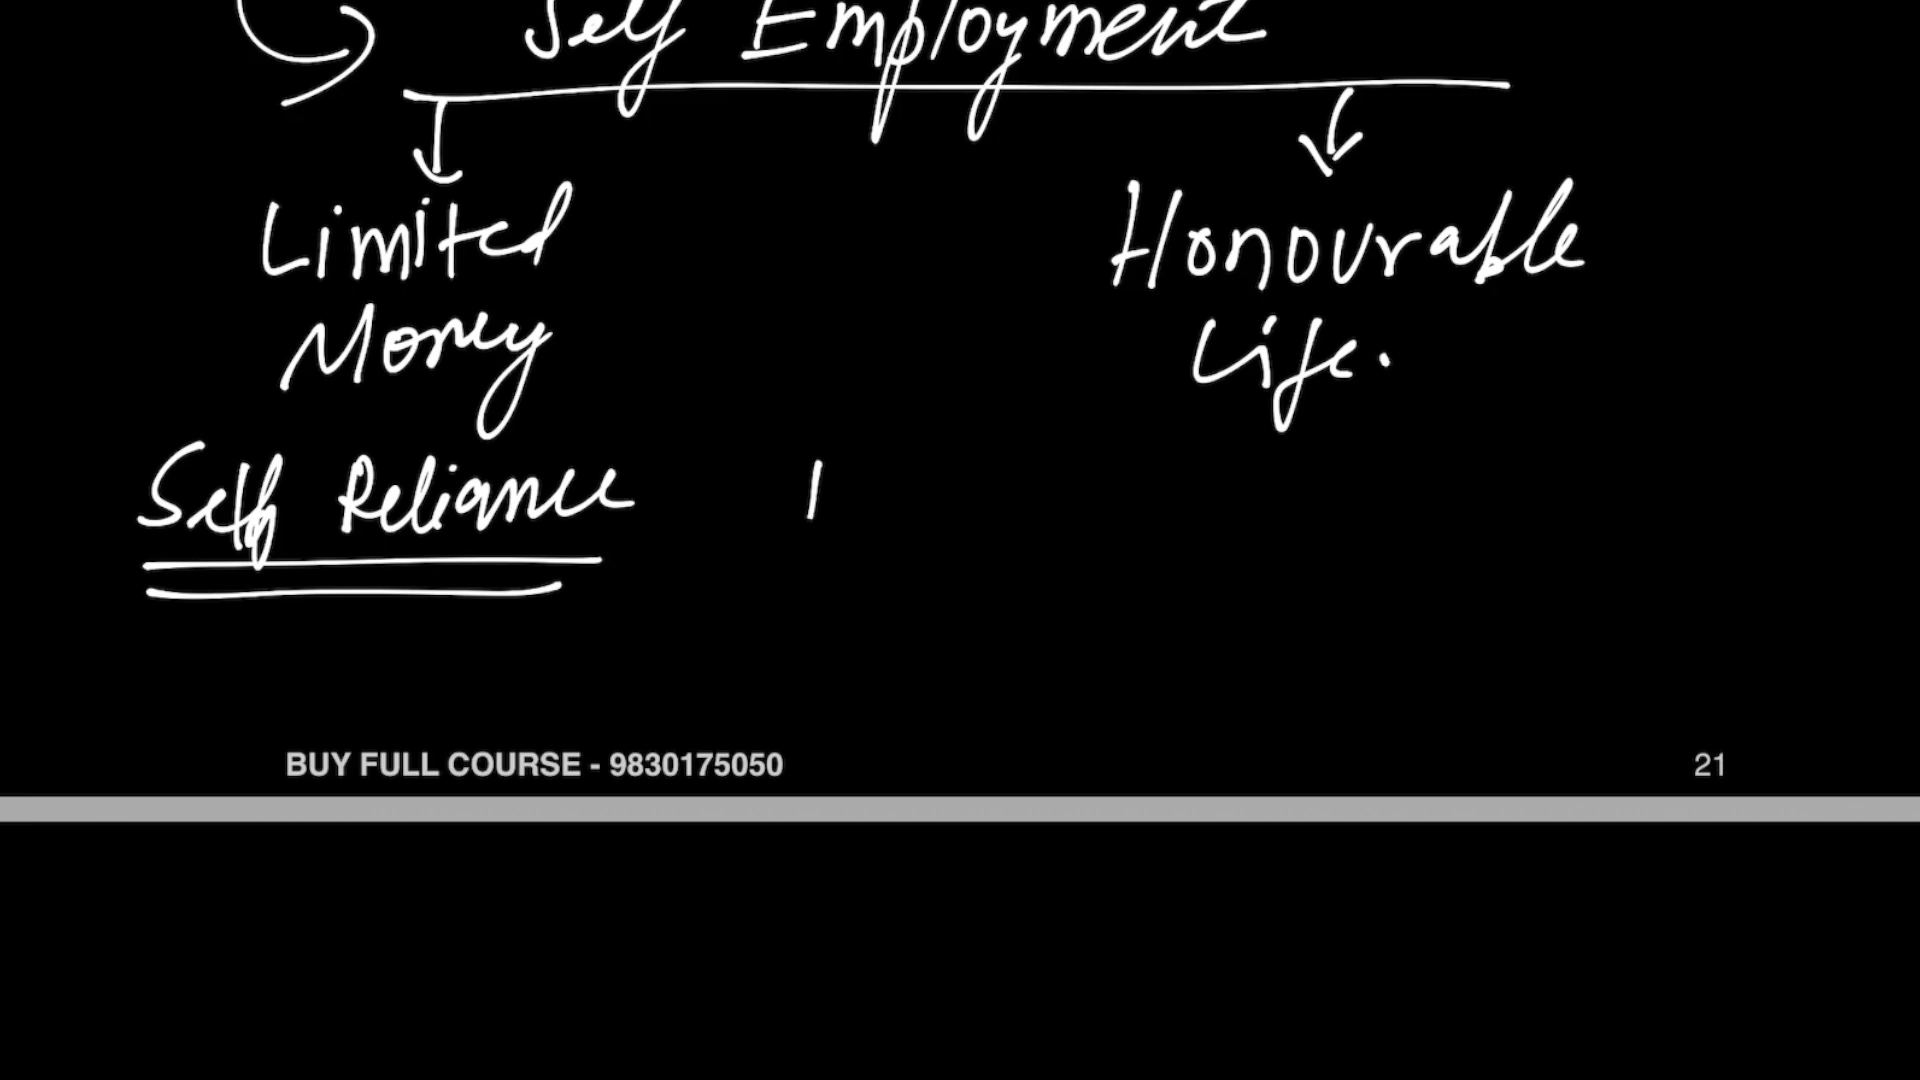 Self Employment
Limited Honourable
Money Life.
Self Reliance
BUY FULL COURSE - 9830175050 21